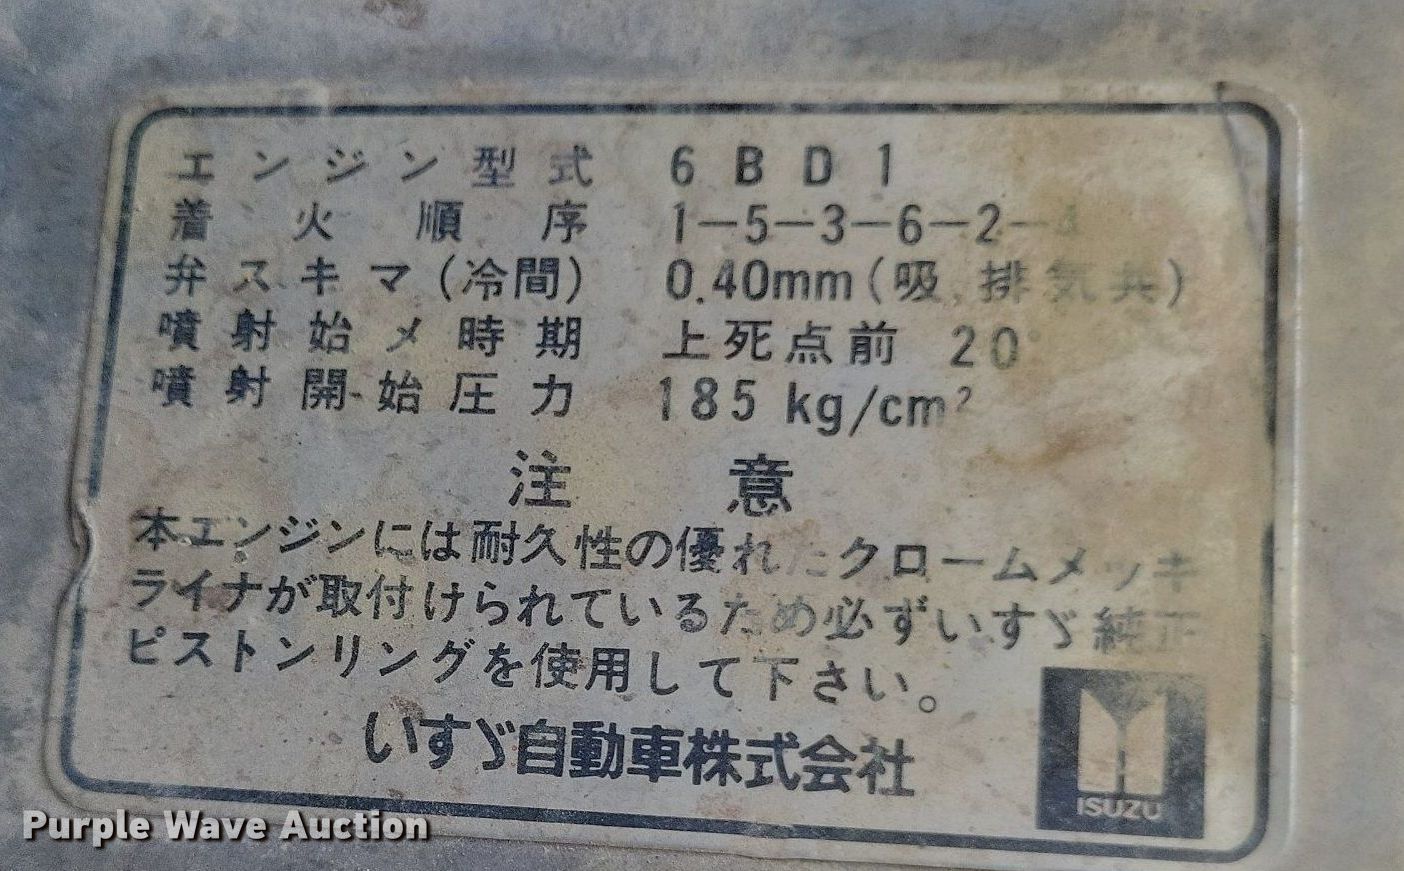 エンジン型式 6BD1
着火順序 1-5-3-6-2-4
弁スキマ(冷間) 0.40mm(吸、排気共)
噴射始メ時期 上死点前 20°
噴射開始圧力 185 kg/cm²
注意
本エンジンには耐久性の優れたクロームメッキ
ライナが取付けられているため必ずいすゞ純正
ピストンリングを使用して下さい。
いすゞ自動車株式会社
ISUZU
Purple Wave Auction